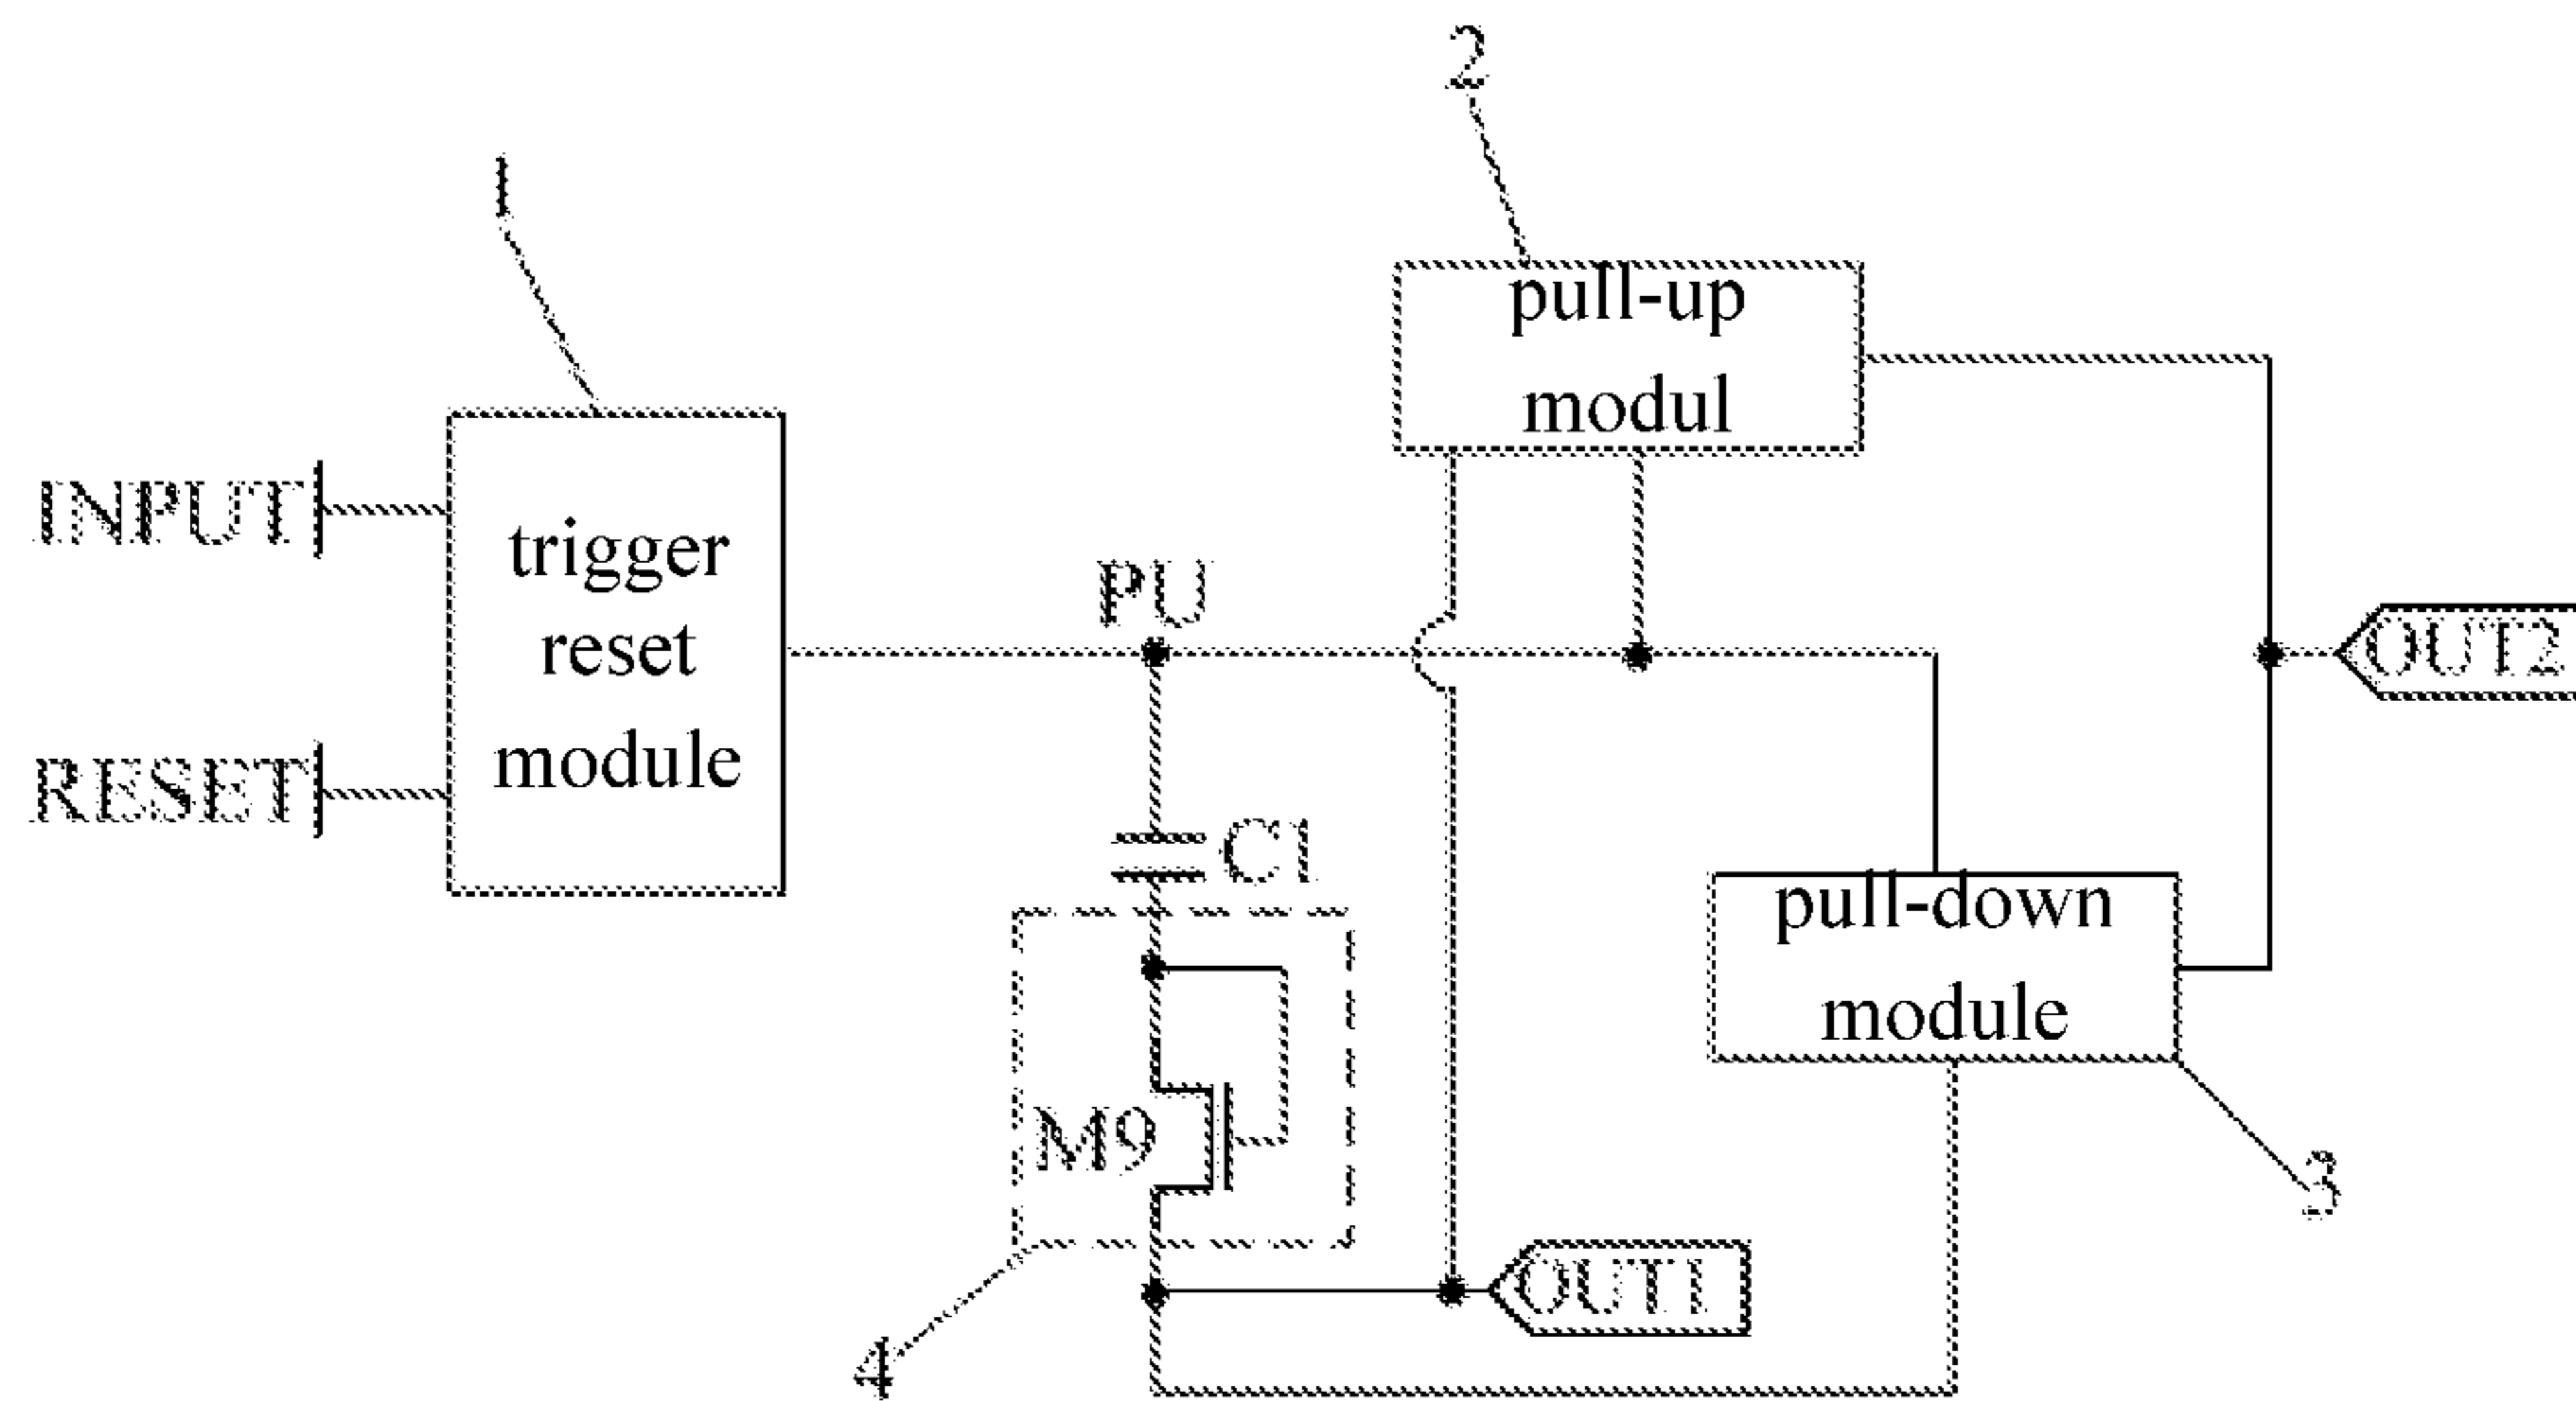 2
1
pull-up
modul
INPUT
trigger
reset
module
RESET
PU
OUT2
C1
pull-down
module
M9
3
OUT1
4